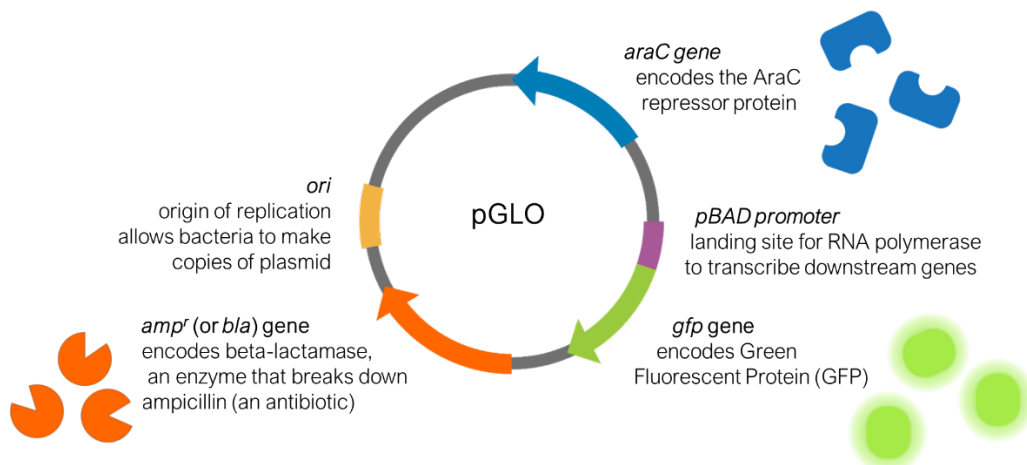 araC gene
encodes the AraC
repressor protein
ori
origin of replication
allows bacteria to make
copies of plasmid
pGLO
pBAD promoter
landing site for RNA polymerase
to transcribe downstream genes
ampʳ (or bla) gene
encodes beta-lactamase,
an enzyme that breaks down
ampicillin (an antibiotic)
gfp gene
encodes Green
Fluorescent Protein (GFP)